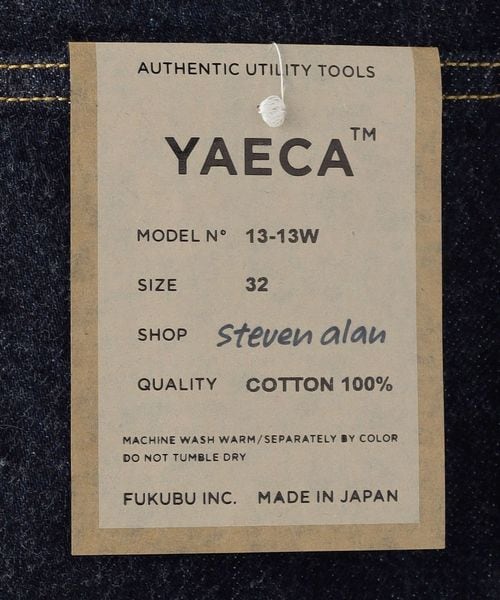 AUTHENTIC UTILITY TOOLS
YAECA™
MODEL N° 13-13W
SIZE 32
SHOP Steven alan
QUALITY COTTON 100%
MACHINE WASH WARM/SEPARATELY BY COLOR
DO NOT TUMBLE DRY
FUKUBU INC. MADE IN JAPAN